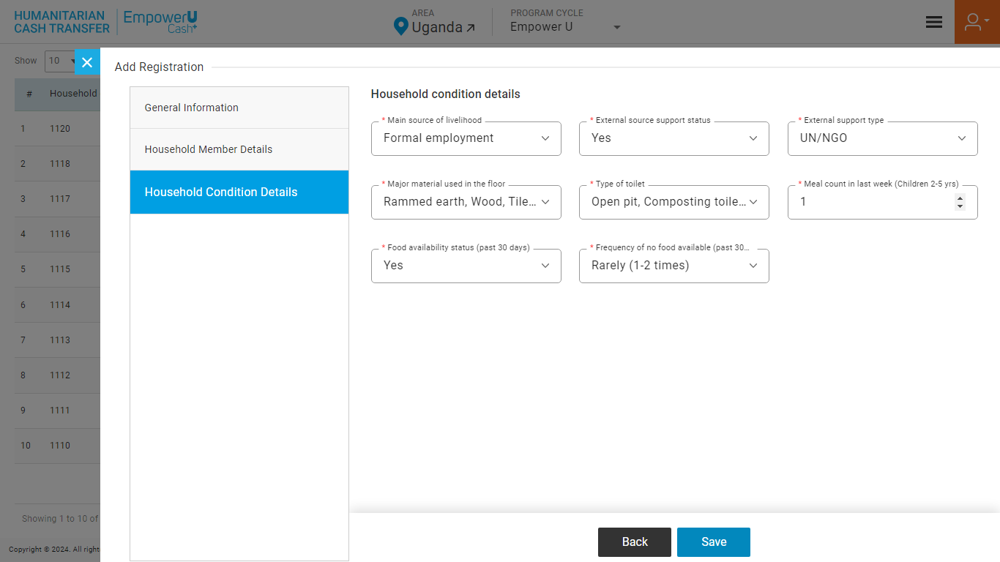 HUMANITARIAN
CASH TRANSFER
EmpowerU
Cash+
AREA
Uganda
PROGRAM CYCLE
Empower U
Show 10
Add Registration
# Household
1 1120
2 1118
3 1117
4 1116
5 1115
6 1114
7 1113
8 1112
9 1111
10 1110
Showing 1 to 10 of
Copyright © 2024. All
General Information
Household Member Details
Household Condition Details
Household condition details
* Main source of livelihood
Formal employment
* External source support status
Yes
* External support type
UN/NGO
* Major material used in the floor
Rammed earth, Wood, Tile...
* Type of toilet
Open pit, Composting toile...
* Meal count in last week (Children 2-5 yrs)
1
* Food availability status (past 30 days)
Yes
* Frequency of no food available (past 30...
Rarely (1-2 times)
Back
Save